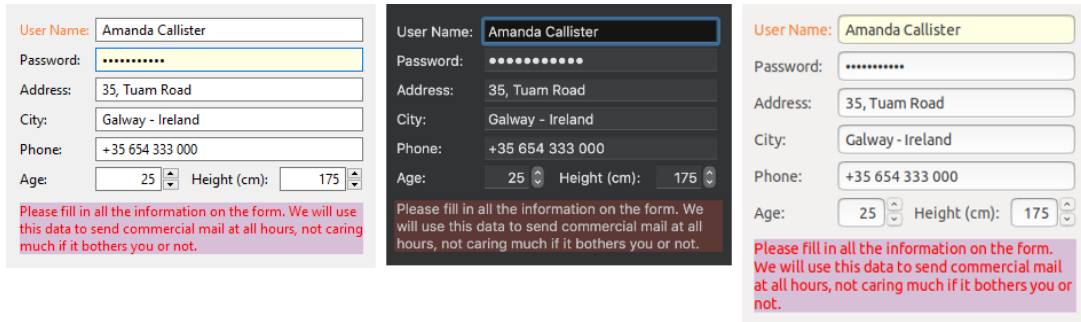 User Name: Amanda Callister
Password: •••••••••••
Address: 35, Tuam Road
City: Galway - Ireland
Phone: +35 654 333 000
Age: 25 Height (cm): 175
Please fill in all the information on the form. We will use
this data to send commercial mail at all hours, not caring
much if it bothers you or not.
User Name: Amanda Callister
Password: •••••••••••
Address: 35, Tuam Road
City: Galway - Ireland
Phone: +35 654 333 000
Age: 25 Height (cm): 175
Please fill in all the information on the form. We
will use this data to send commercial mail at all
hours, not caring much if it bothers you or not.
User Name: Amanda Callister
Password: •••••••••••
Address: 35, Tuam Road
City: Galway - Ireland
Phone: +35 654 333 000
Age: 25 Height (cm): 175
Please fill in all the information on the form.
We will use this data to send commercial mail
at all hours, not caring much if it bothers you or
not.